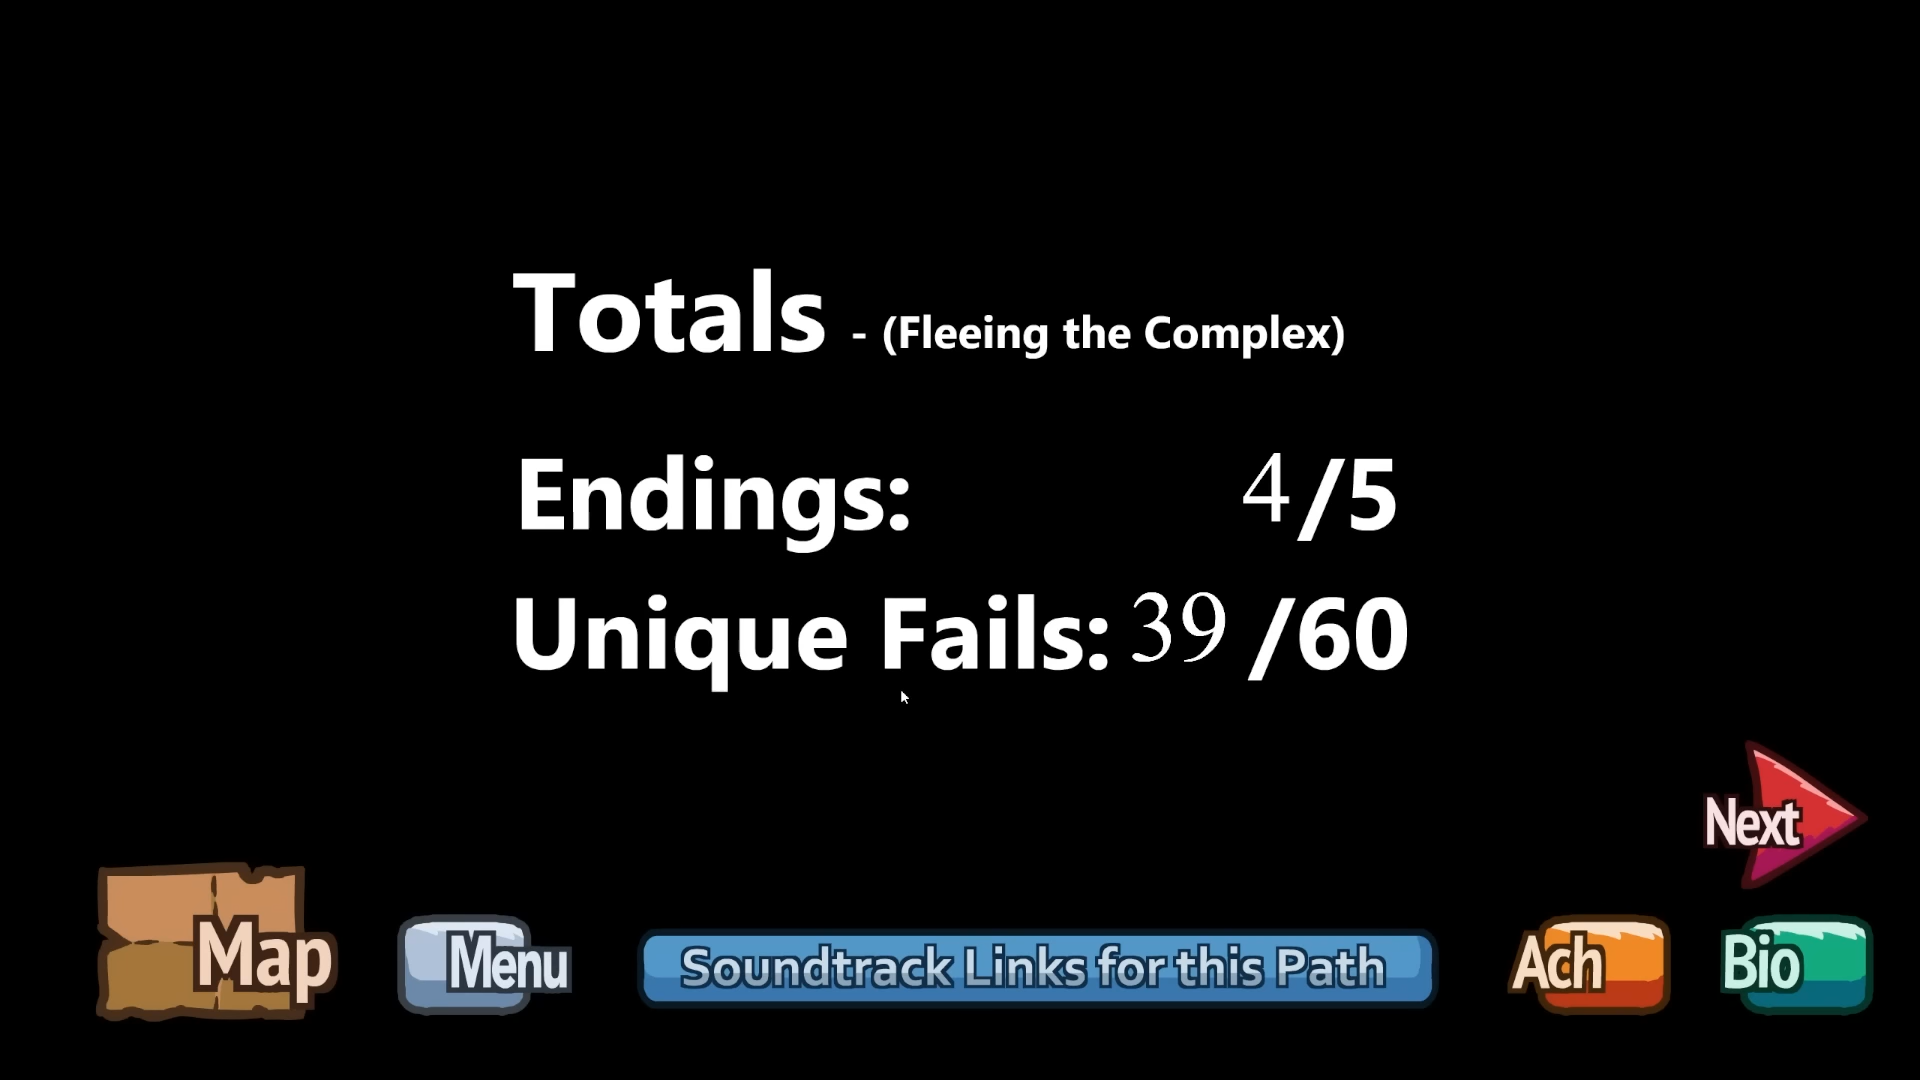 Totals - (Fleeing the Complex)
Endings: 4/5
Unique Fails: 39 /60
Next
Map
Menu
Soundtrack Links for this Path
Ach
Bio